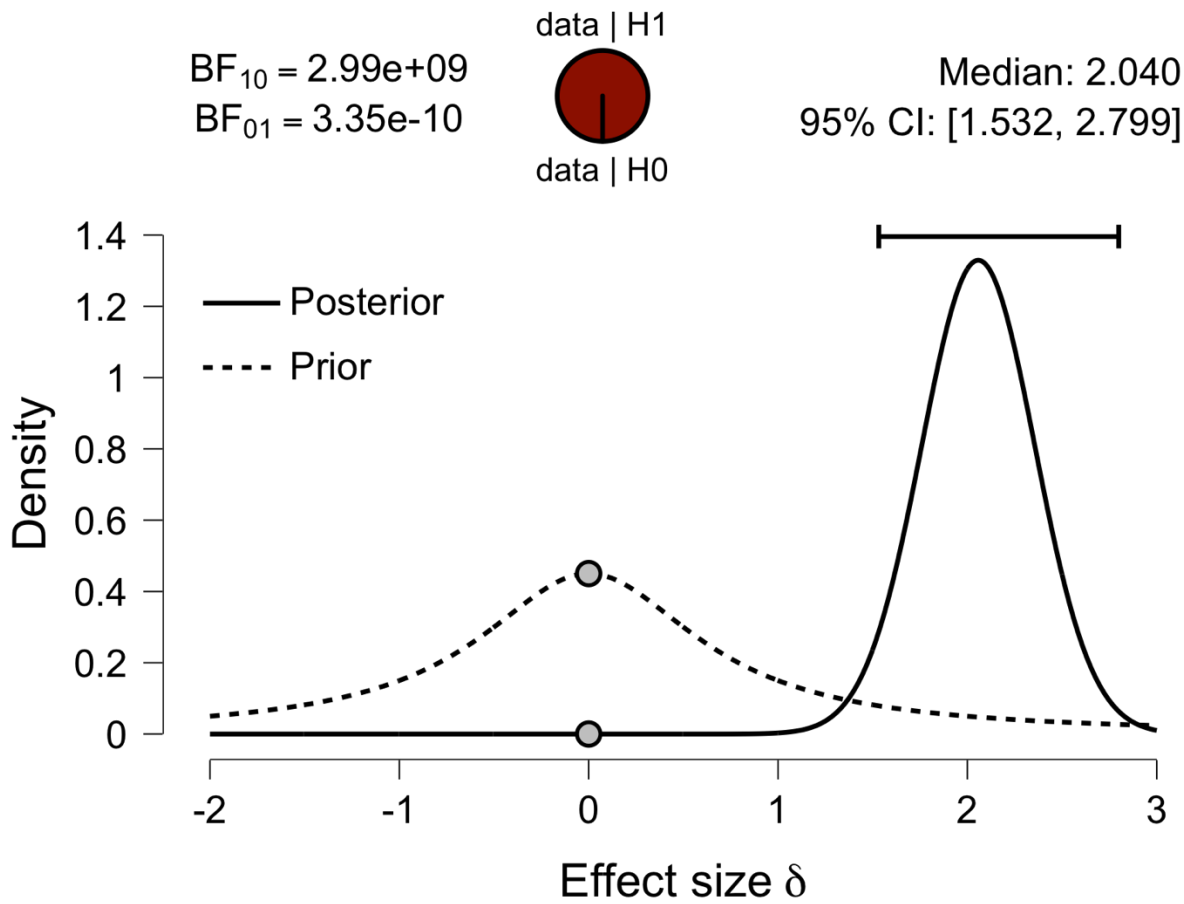 data | H1
BF₁₀ = 2.99e+09
BF₀₁ = 3.35e-10
Median: 2.040
95% CI: [1.532, 2.799]
data | H0
1.4
1.2
1
0.8
0.6
0.4
0.2
0
Density
Posterior
Prior
-2 -1 0 1 2 3
Effect size δ